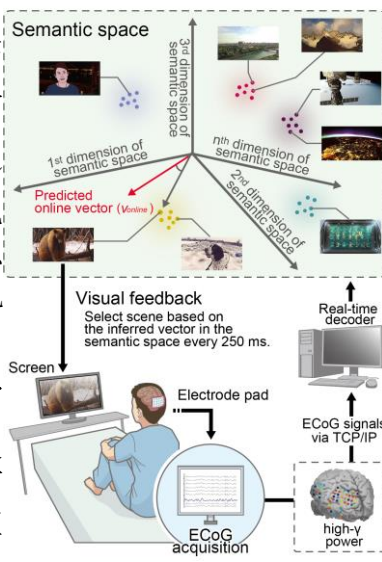 Semantic space
3rd dimension of
semantic space
1st dimension of
semantic space
nth dimension of
semantic space
2nd dimension of
semantic space
Predicted
online vector (Vonline)
Visual feedback
Select scene based on
the inferred vector in the
semantic space every 250 ms.
Real-time
decoder
Screen
Electrode pad
ECoG signals
via TCP/IP
ECoG
acquisition
high-γ
power